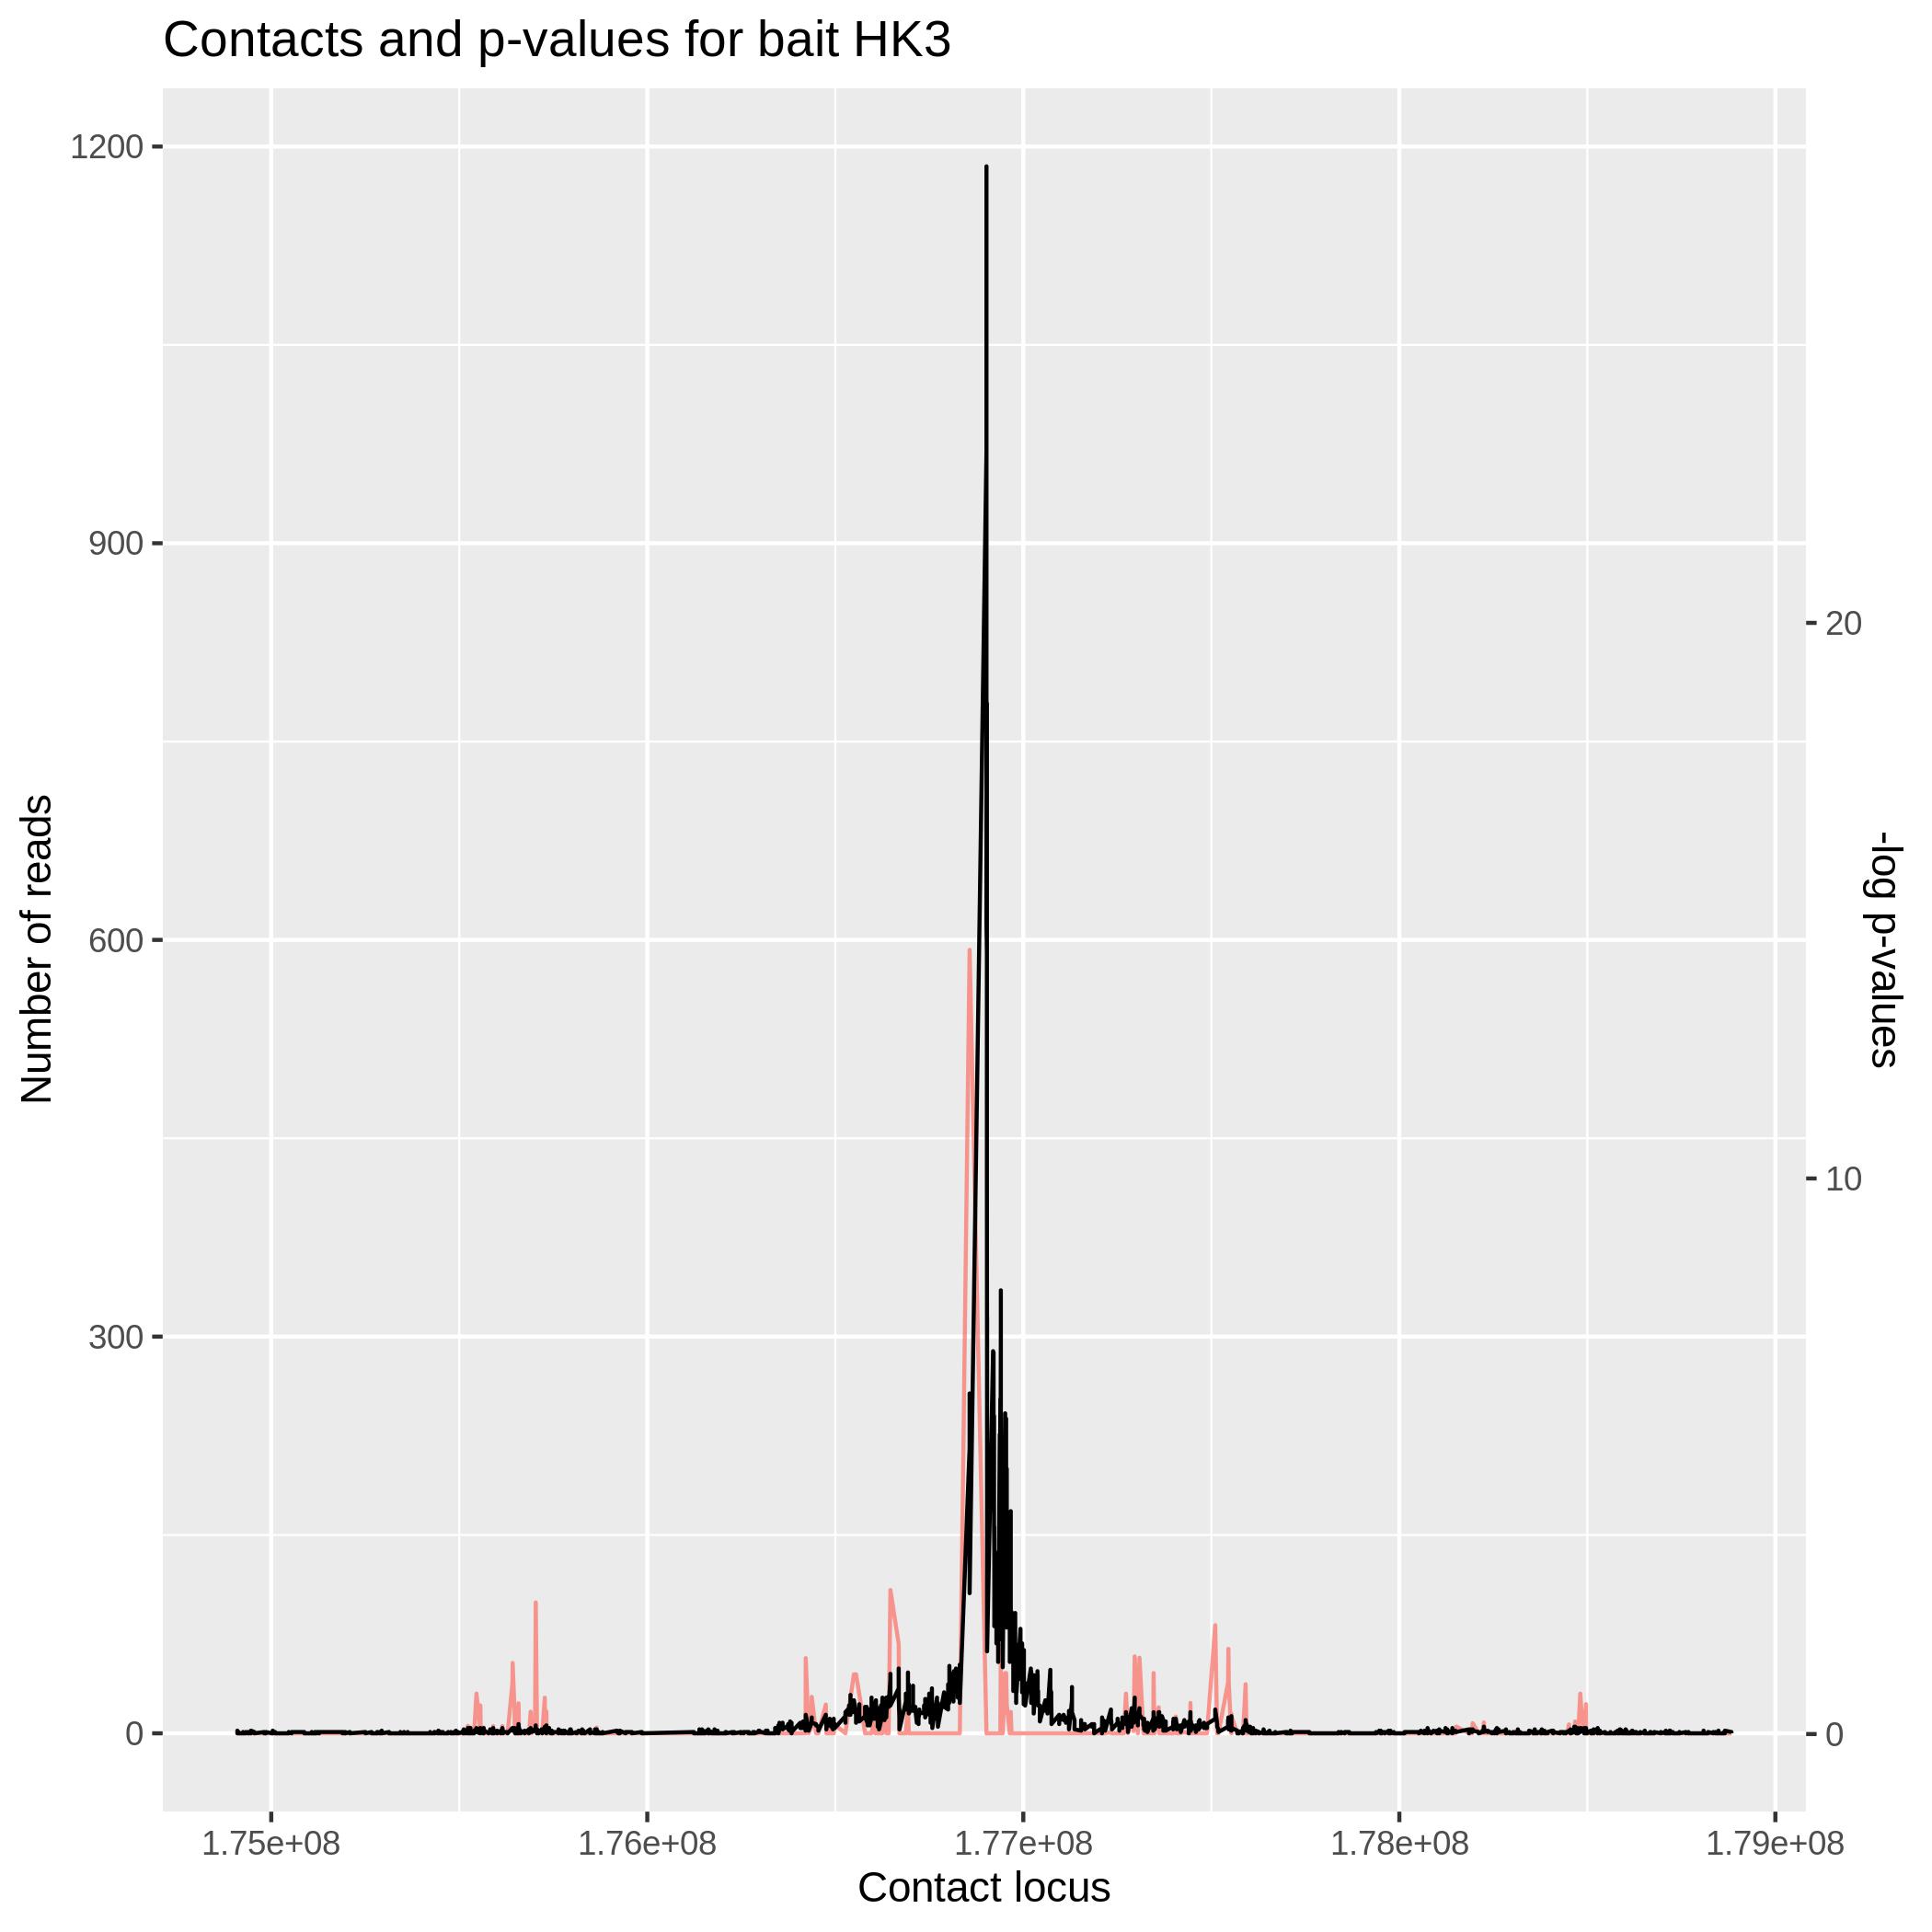 Contacts and p-values for bait HK3
1200
900
600
300
0
Number of reads
20
10
0
-log p-values
1.75e+08
1.76e+08
1.77e+08
1.78e+08
1.79e+08
Contact locus